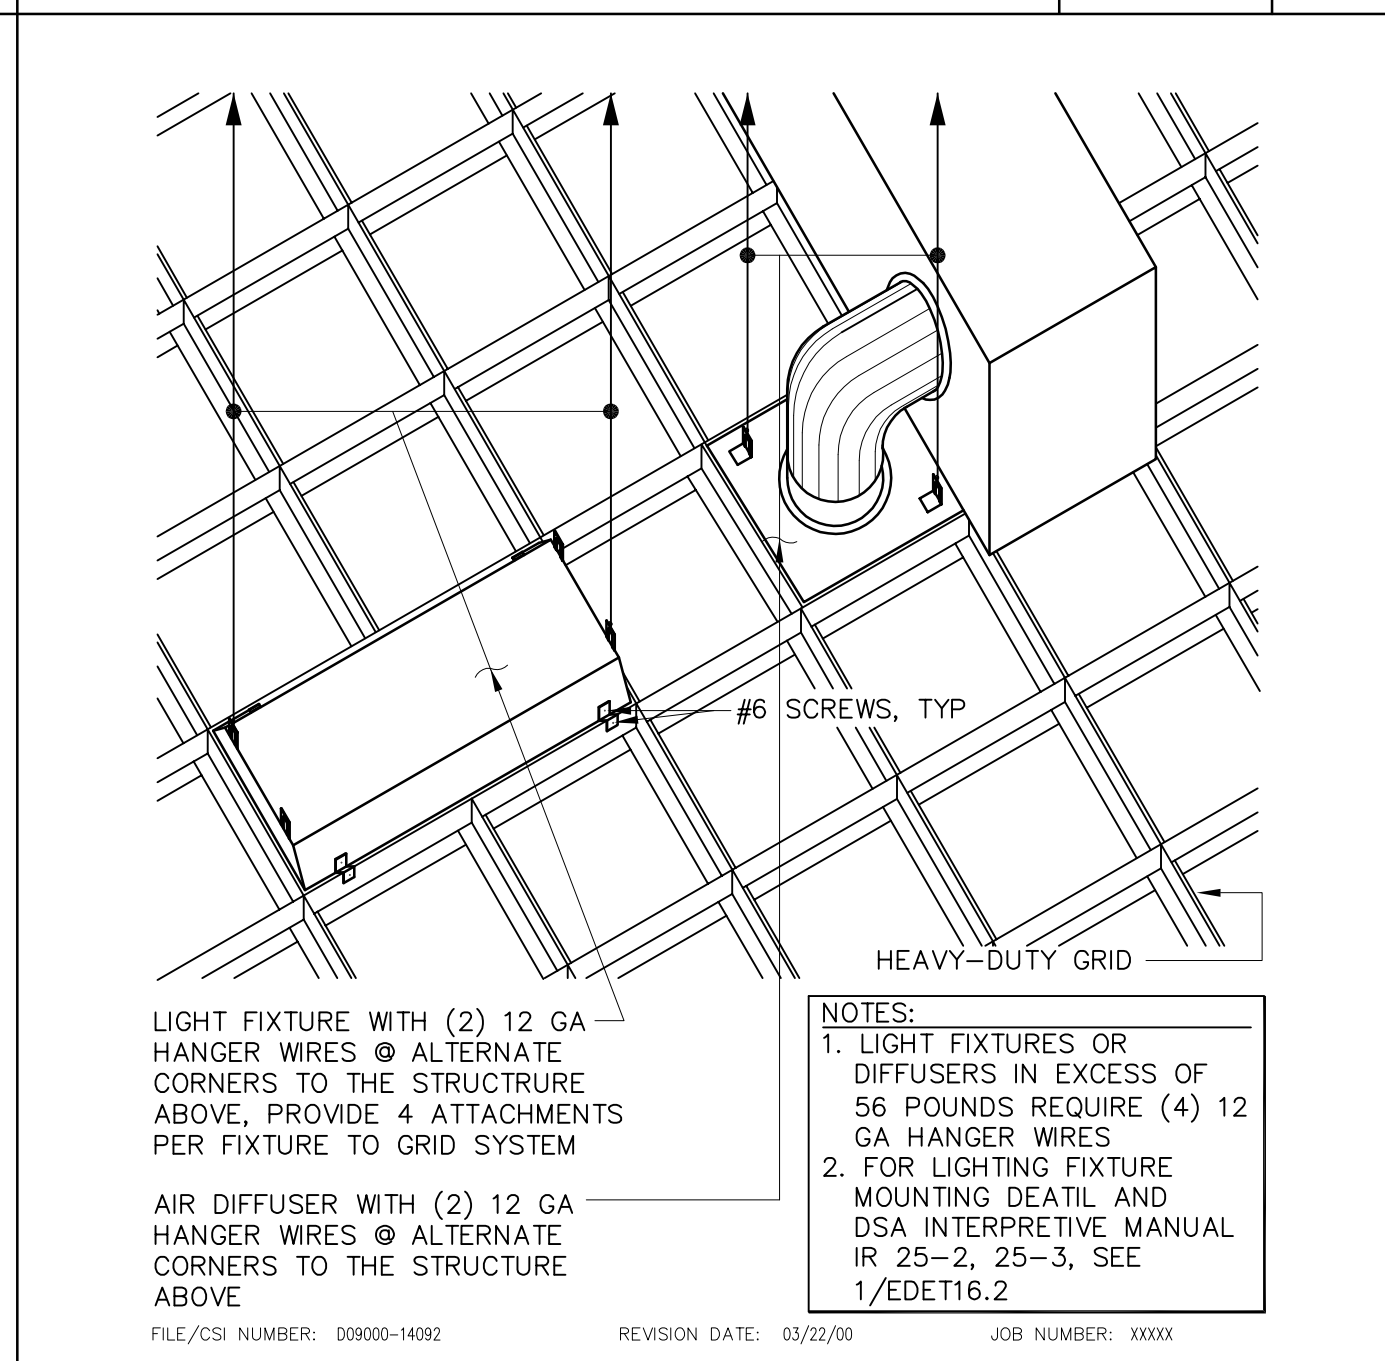 #6 SCREWS, TYP
HEAVY-DUTY GRID
LIGHT FIXTURE WITH (2) 12 GA
HANGER WIRES @ ALTERNATE
CORNERS TO THE STRUCTRURE
ABOVE, PROVIDE 4 ATTACHMENTS
PER FIXTURE TO GRID SYSTEM
AIR DIFFUSER WITH (2) 12 GA
HANGER WIRES @ ALTERNATE
CORNERS TO THE STRUCTURE
ABOVE
NOTES:
1. LIGHT FIXTURES OR
DIFFUSERS IN EXCESS OF
56 POUNDS REQUIRE (4) 12
GA HANGER WIRES
2. FOR LIGHTING FIXTURE
MOUNTING DEATIL AND
DSA INTERPRETIVE MANUAL
IR 25-2, 25-3, SEE
1/EDET16.2
FILE/CSI NUMBER: D09000-14092
REVISION DATE: 03/22/00
JOB NUMBER: XXXXX